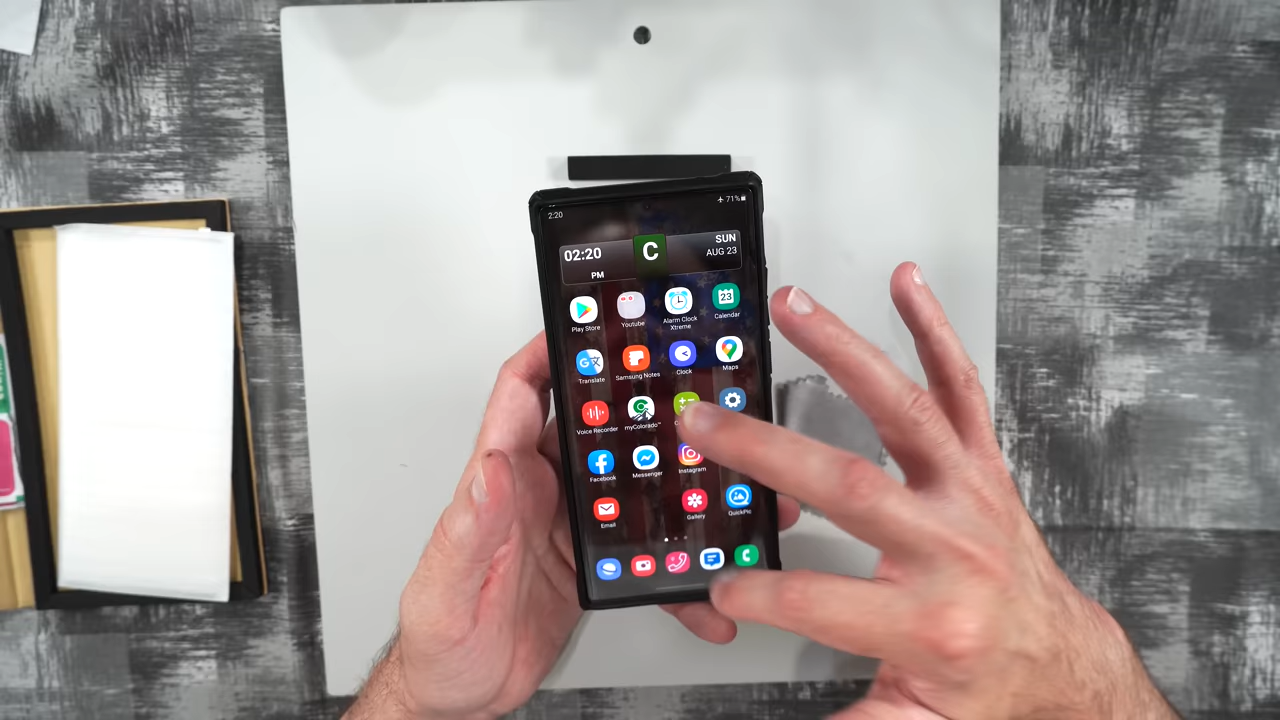 2:20
71%
02:20
C
SUN
AUG 23
PM
23
Play Store
Youtube
Alarm Clock
Xtreme
Calendar
Translate
Samsung Notes
Clock
Maps
Voice Recorder
myColorado™
Facebook
Messenger
Instagram
Email
Gallery
QuickPic